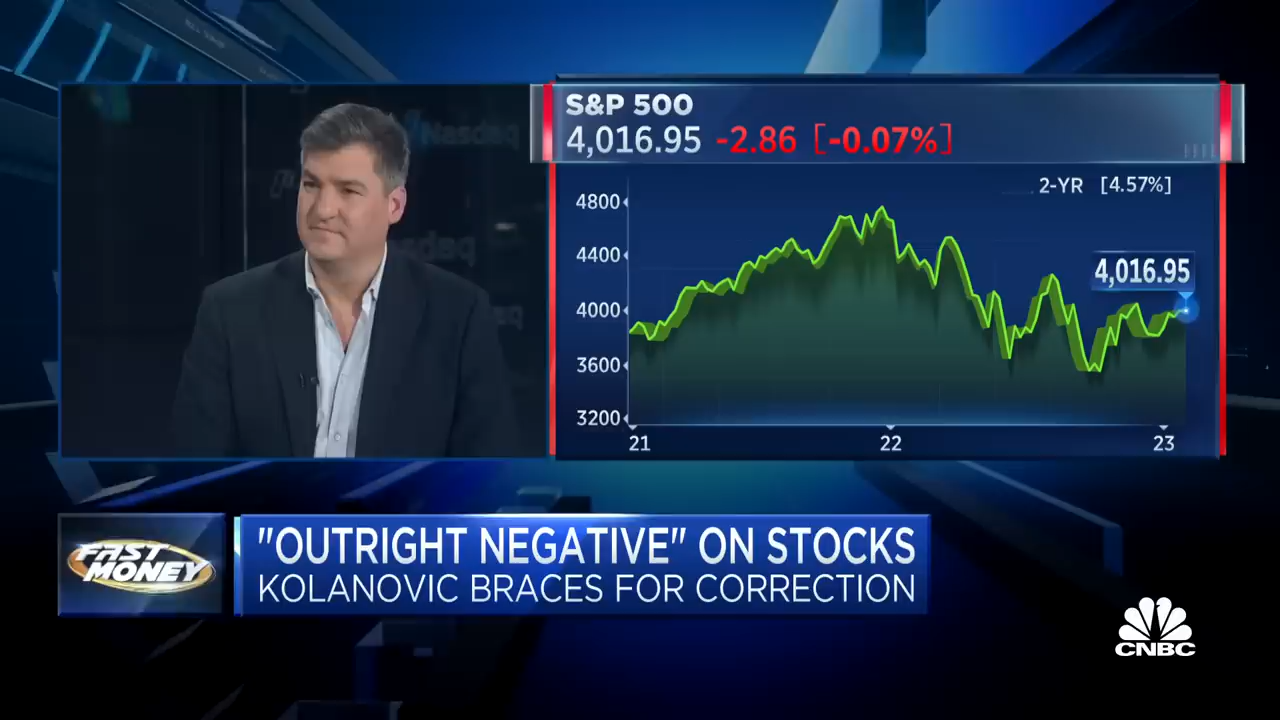 Nasdaq
S&P 500
4,016.95 -2.86 [-0.07%]
2-YR [4.57%]
4800
4400
4000
3600
3200
4,016.95
21 22 23
FAST
MONEY
"OUTRIGHT NEGATIVE" ON STOCKS
KOLANOVIC BRACES FOR CORRECTION
CNBC